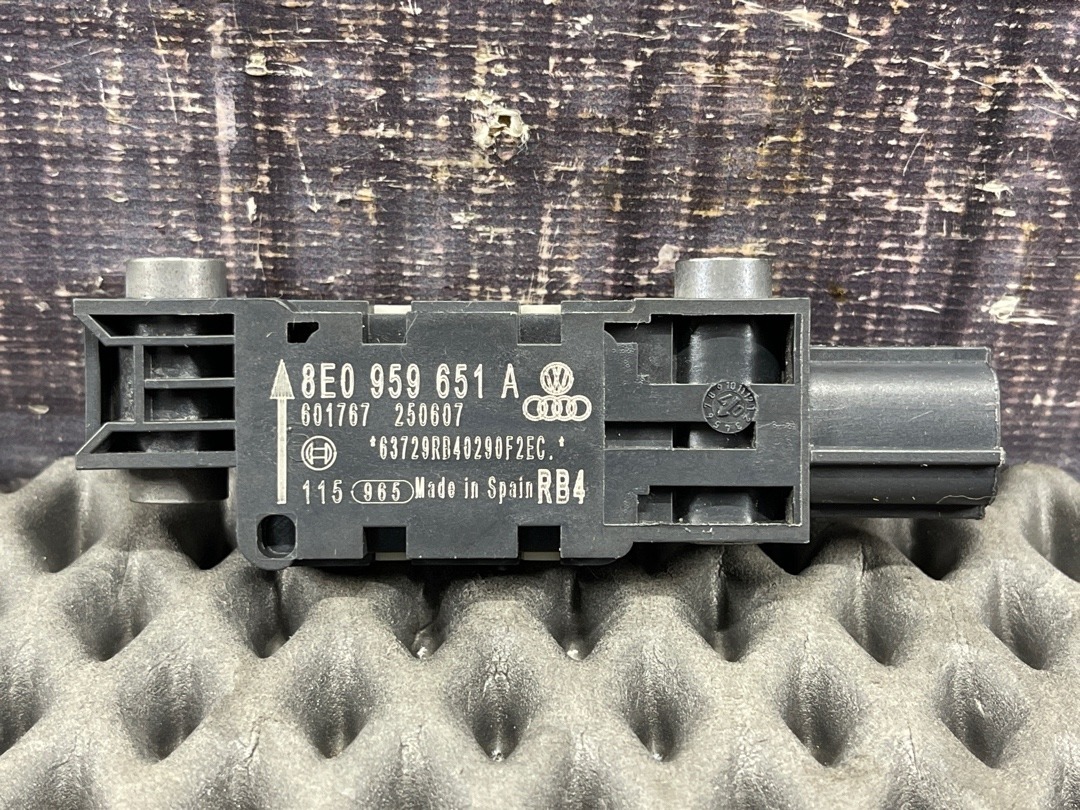 8E0 959 651 A
601767 250607
*63729RB40290F2EC.*
115 965 Made in Spain RB4